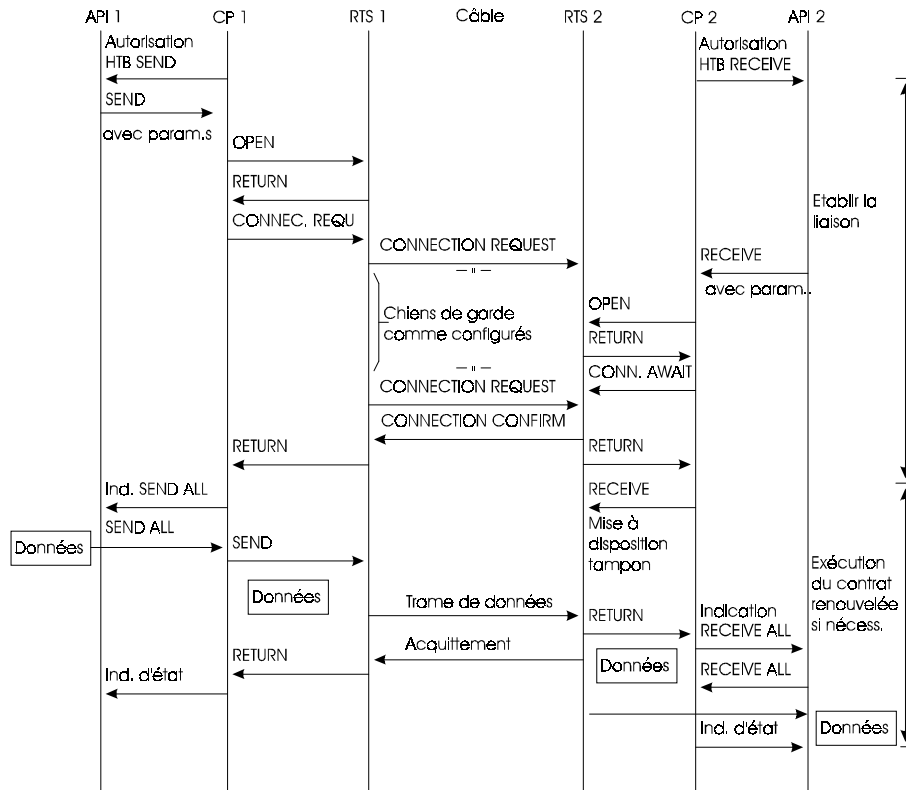 API 1 CP 1 RTS 1 Câble RTS 2 CP 2 API 2
Autorisation
HTB SEND
Autorisation
HTB RECEIVE
SEND
avec param.s
OPEN
RETURN
CONNEC. REQU
Etablir la
liaison
CONNECTION REQUEST
RECEIVE
avec param..
Chiens de garde
comme configurés
OPEN
RETURN
CONN. AWAIT
CONNECTION REQUEST
CONNECTION CONFIRM
RETURN
RETURN
Ind. SEND ALL
RECEIVE
SEND ALL
Données
SEND
Mise à
disposition
tampon
Exécution
du contrat
renouvelée
si nécess.
Données
Trame de données
RETURN
Indication
RECEIVE ALL
Acquittement
RETURN
Données
RECEIVE ALL
Ind. d'état
Ind. d'état
Données